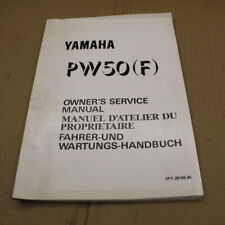 YAMAHA
PW50(F)
OWNER'S SERVICE
MANUAL
MANUEL D'ATELIER DU
PROPRIETAIRE
FAHRER-UND
WARTUNGS-HANDBUCH